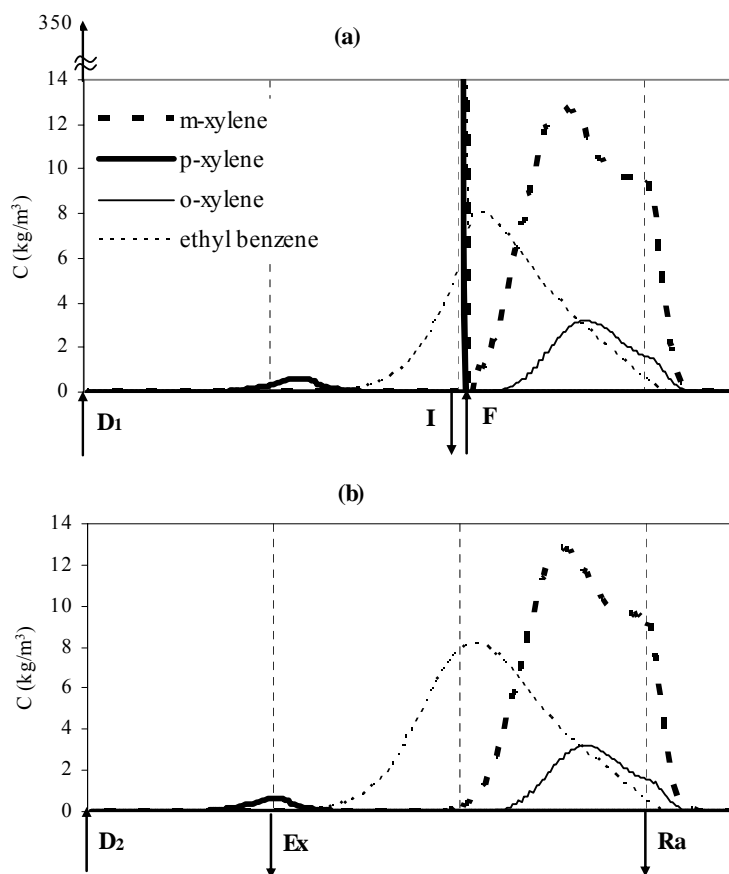 350
(a)
14
12
10
8
6
4
2
0
C (kg/m³)
m-xylene
p-xylene
o-xylene
ethyl benzene
D1
I
F
(b)
14
12
10
8
6
4
2
0
C (kg/m³)
D2
Ex
Ra